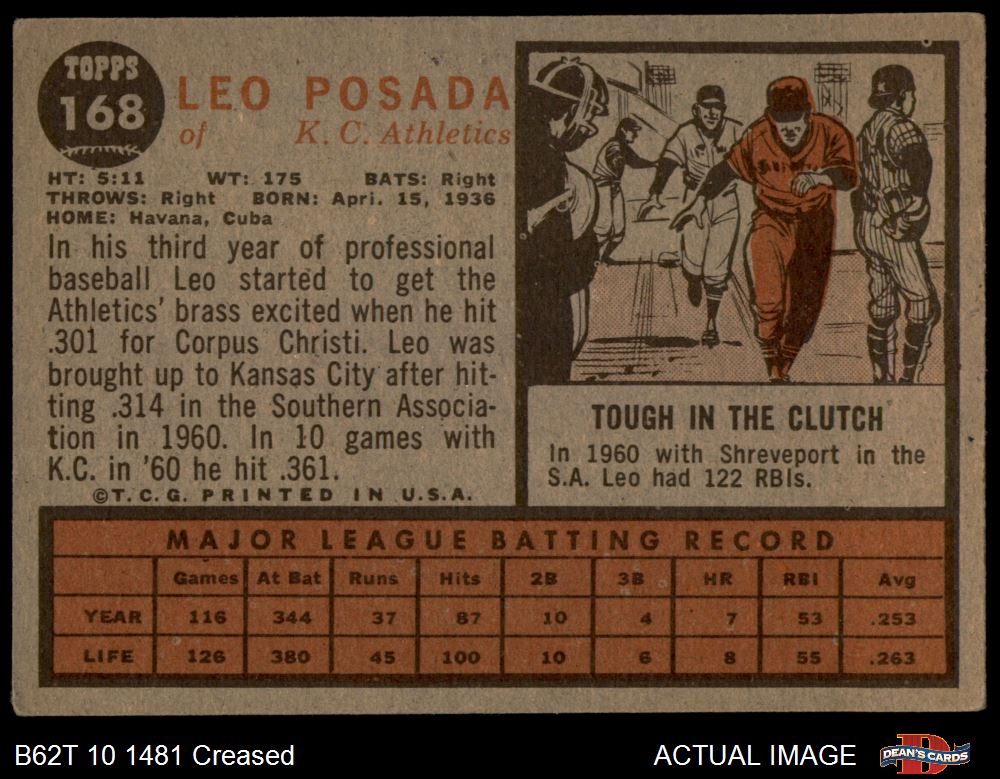 TOPPS
168
LEO POSADA
of K. C. Athletics
HT: 5:11 WT: 175 BATS: Right
THROWS: Right BORN: Apri. 15, 1936
HOME: Havana, Cuba
In his third year of professional
baseball Leo started to get the
Athletics' brass excited when he hit
.301 for Corpus Christi. Leo was
brought up to Kansas City after hit-
ting .314 in the Southern Associa-
tion in 1960. In 10 games with
K.C. in '60 he hit .361.
©T.C.G. PRINTED IN U.S.A.
TOUGH IN THE CLUTCH
In 1960 with Shreveport in the
S.A. Leo had 122 RBIs.
MAJOR LEAGUE BATTING RECORD
Games At Bat Runs Hits 2B 3B HR RBI Avg
YEAR 116 344 37 87 10 4 7 53 .253
LIFE 126 380 45 100 10 6 8 55 .263
B62T 10 1481 Creased
ACTUAL IMAGE
DEAN'S CARDS